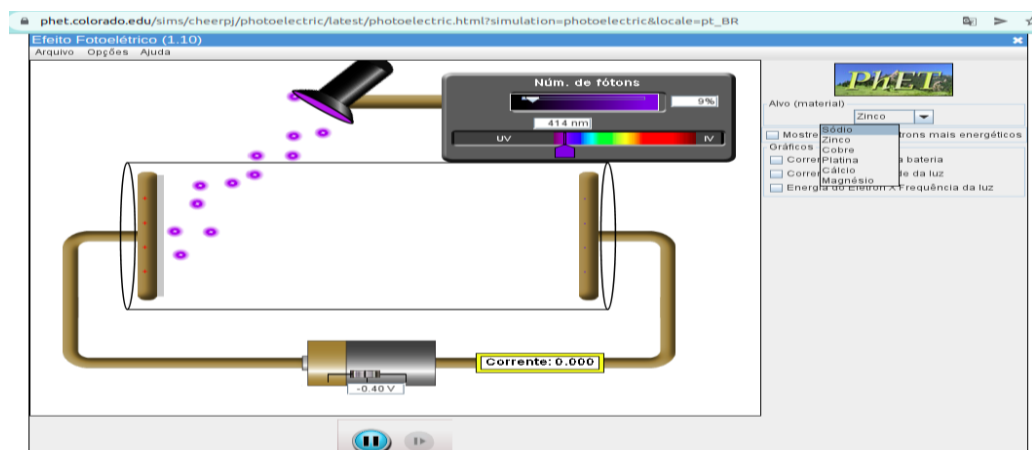 phet.colorado.edu/sims/cheerpj/photoelectric/latest/photoelectric.html?simulation=photoelectric&locale=pt_BR
Efeito Fotoelétrico (1.10)
Arquivo Opções Ajuda
Núm. de fótons
9%
414 nm
UV IV
PhET
Alvo (material)
Zinco
Sódio
Zinco
Cobre
Platina
Cálcio
Magnésio
Mostre trons mais energéticos
Gráficos
Corre a bateria
Corre de da luz
Energia do Elétron X Frequência da luz
Corrente: 0.000
-0.40 V